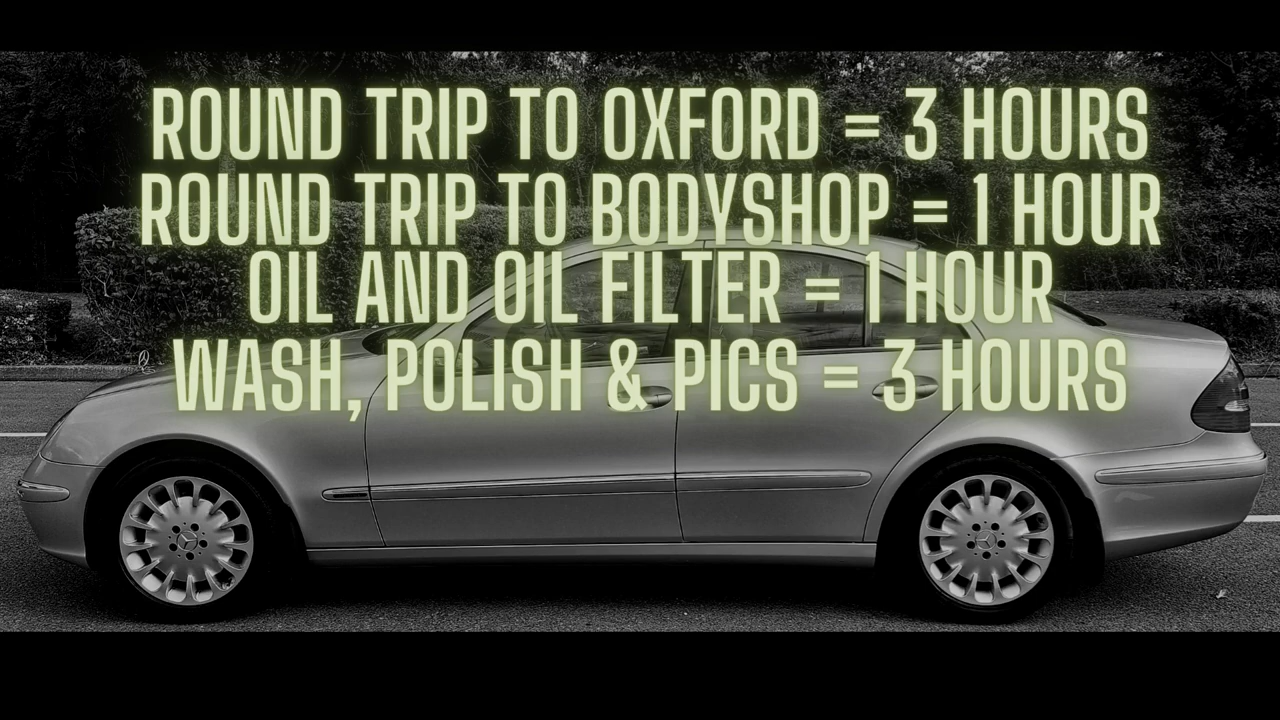 ROUND TRIP TO OXFORD = 3 HOURS
ROUND TRIP TO BODYSHOP = 1 HOUR
OIL AND OIL FILTER = 1 HOUR
WASH, POLISH & PICS = 3 HOURS